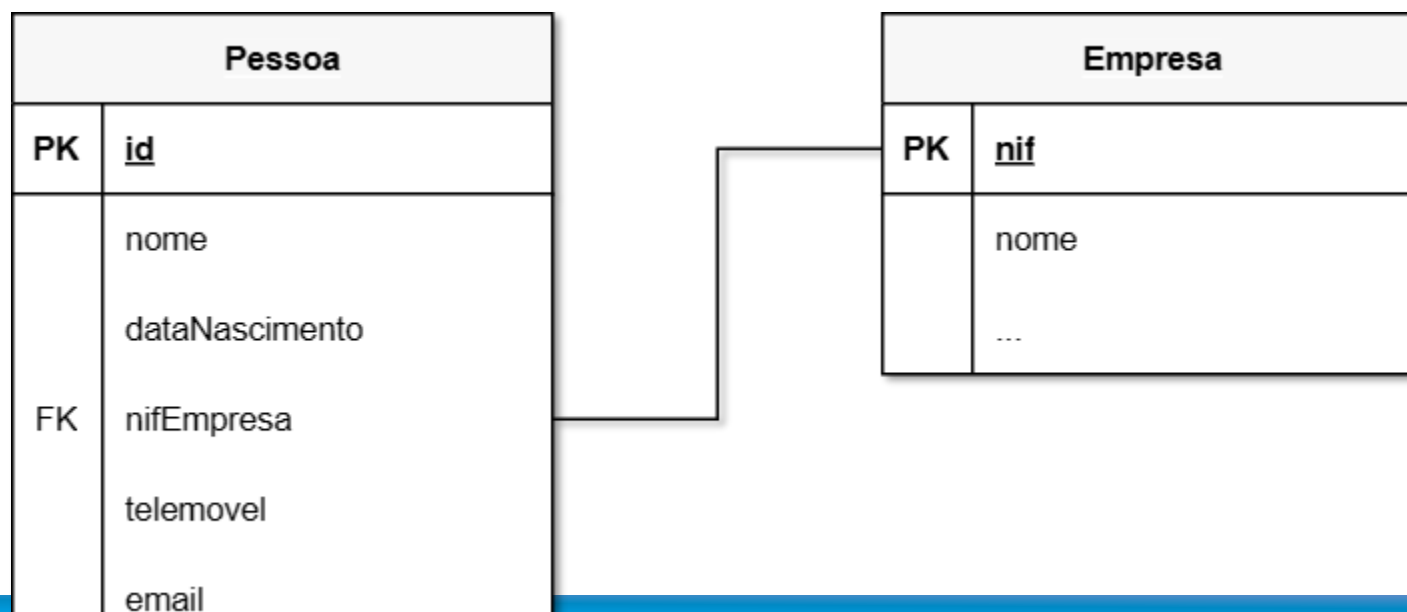 Pessoa
PK id
nome
dataNascimento
FK nifEmpresa
telemovel
email
Empresa
PK nif
nome
...